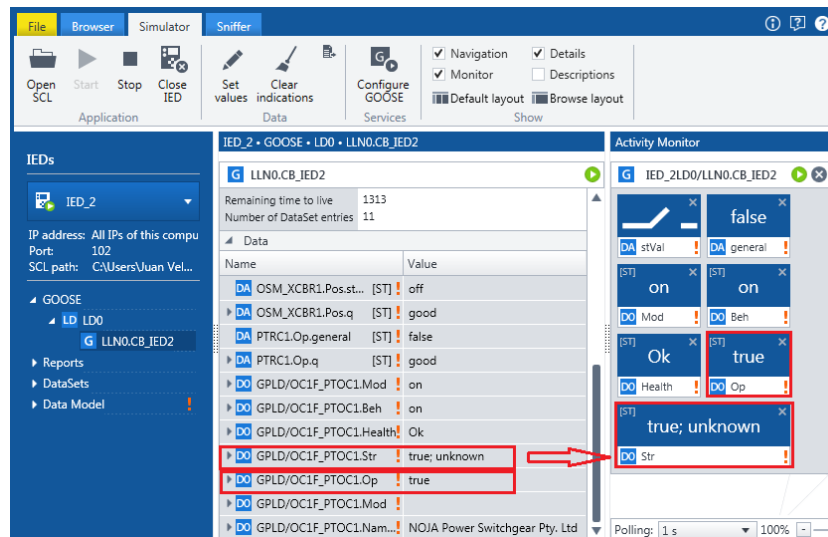 File Browser Simulator Sniffer
Open SCL
Start
Stop
Close IED
Set values
Clear indications
Configure GOOSE
Navigation
Details
Monitor
Descriptions
Default layout
Browse layout
Application
Data
Services
Show
IEDs
IED_2
IP address: All IPs of this compu
Port: 102
SCL path: C:\Users\Juan Vel...
GOOSE
LD LD0
G LLN0.CB_IED2
Reports
DataSets
Data Model !
IED_2 • GOOSE • LD0 • LLN0.CB_IED2
G LLN0.CB_IED2
Remaining time to live 1313
Number of DataSet entries 11
Data
Name Value
DA OSM_XCBR1.Pos.st... [ST] ! off
DA OSM_XCBR1.Pos.q [ST] ! good
DA PTRC1.Op.general [ST] ! false
DA PTRC1.Op.q [ST] ! good
DO GPLD/OC1F_PTOC1.Mod ! on
DO GPLD/OC1F_PTOC1.Beh ! on
DO GPLD/OC1F_PTOC1.Health ! Ok
DO GPLD/OC1F_PTOC1.Str ! true; unknown
DO GPLD/OC1F_PTOC1.Op ! true
DO GPLD/OC1F_PTOC1.Mod !
DO GPLD/OC1F_PTOC1.Nam... ! NOJA Power Switchgear Pty. Ltd
Activity Monitor
G IED_2LD0/LLN0.CB_IED2
DA stVal !
false
DA general !
[ST] on
DO Mod !
[ST] on
DO Beh !
[ST] Ok
DO Health !
[ST] true
DO Op !
[ST] true; unknown
DO Str !
Polling: 1 s 100% -